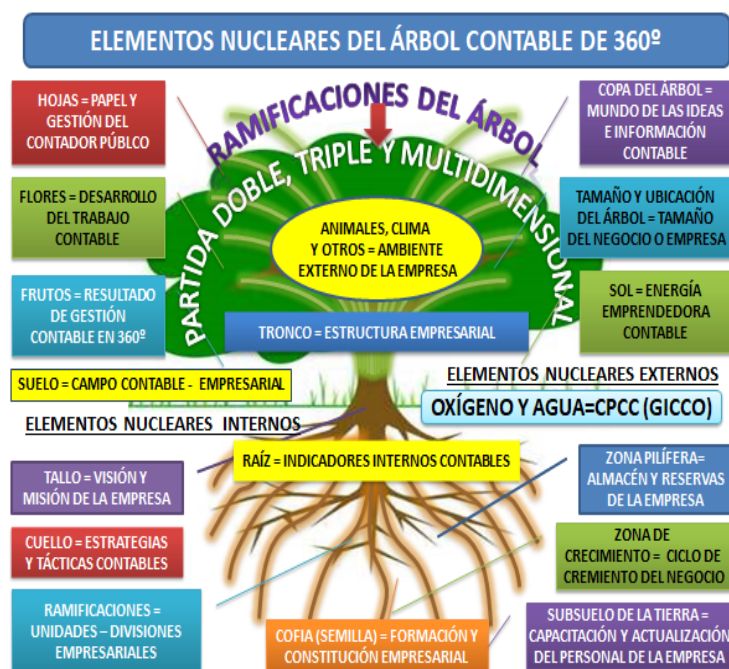 ELEMENTOS NUCLEARES DEL ÁRBOL CONTABLE DE 360º
RAMIFICACIONES DEL ÁRBOL
PARTIDA DOBLE, TRIPLE Y MULTIDIMENSIONAL
HOJAS = PAPEL Y
GESTIÓN DEL
CONTADOR PÚBLCO
COPA DEL ÁRBOL =
MUNDO DE LAS IDEAS
E INFORMACIÓN
CONTABLE
FLORES = DESARROLLO
DEL TRABAJO
CONTABLE
ANIMALES, CLIMA
Y OTROS = AMBIENTE
EXTERNO DE LA EMPRESA
TAMAÑO Y UBICACIÓN
DEL ÁRBOL = TAMAÑO
DEL NEGOCIO O EMPRESA
FRUTOS = RESULTADO
DE GESTIÓN
CONTABLE EN 360º
TRONCO = ESTRUCTURA EMPRESARIAL
SOL = ENERGÍA
EMPRENDEDORA
CONTABLE
SUELO = CAMPO CONTABLE - EMPRESARIAL
ELEMENTOS NUCLEARES EXTERNOS
OXÍGENO Y AGUA=CPCC (GICCO)
ELEMENTOS NUCLEARES INTERNOS
RAÍZ = INDICADORES INTERNOS CONTABLES
TALLO = VISIÓN Y
MISIÓN DE LA EMPRESA
ZONA PILÍFERA=
ALMACÉN Y RESERVAS
DE LA EMPRESA
CUELLO = ESTRATEGIAS
Y TÁCTICAS CONTABLES
ZONA DE
CRECIMIENTO = CICLO DE
CREMIENTO DEL NEGOCIO
RAMIFICACIONES =
UNIDADES – DIVISIONES
EMPRESARIALES
COFIA (SEMILLA) = FORMACIÓN Y
CONSTITUCIÓN EMPRESARIAL
SUBSUELO DE LA TIERRA =
CAPACITACIÓN Y ACTUALIZACIÓN
DEL PERSONAL DE LA EMPRESA